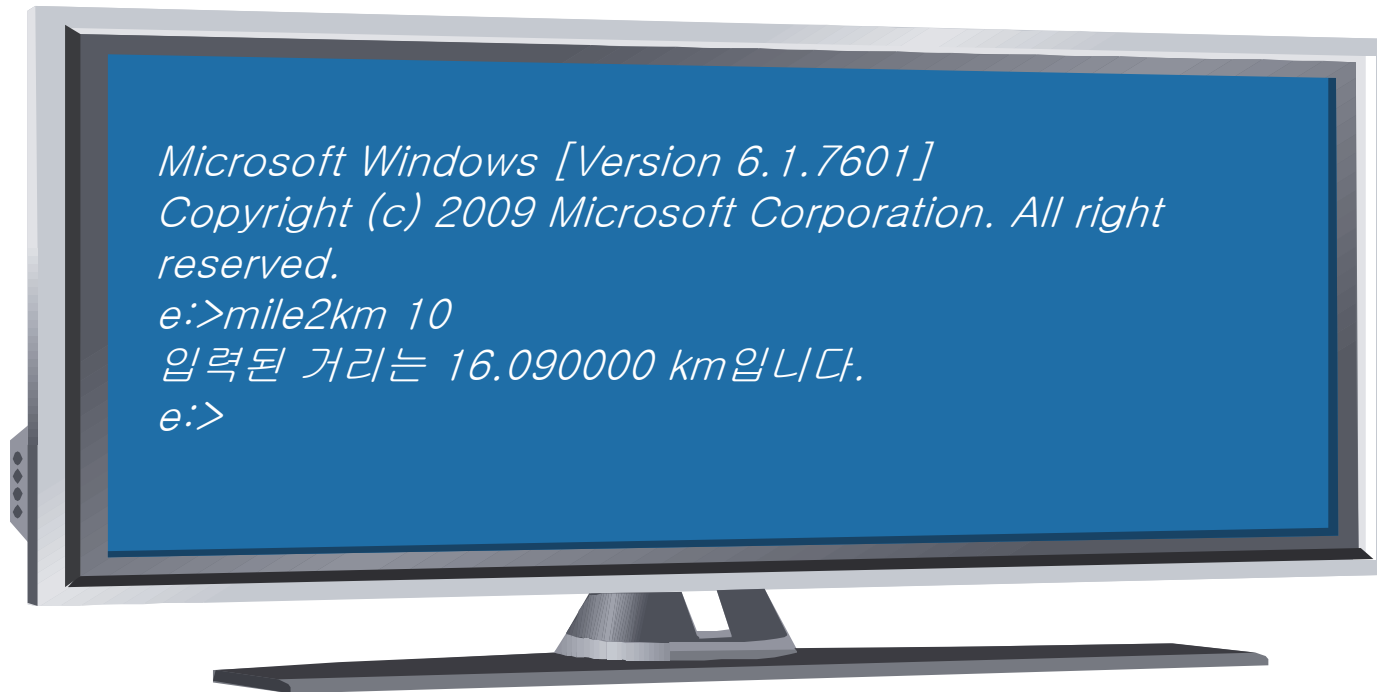 Microsoft Windows [Version 6.1.7601]
Copyright (c) 2009 Microsoft Corporation. All right
reserved.
e:>mile2km 10
입력된 거리는 16.090000 km입니다.
e:>